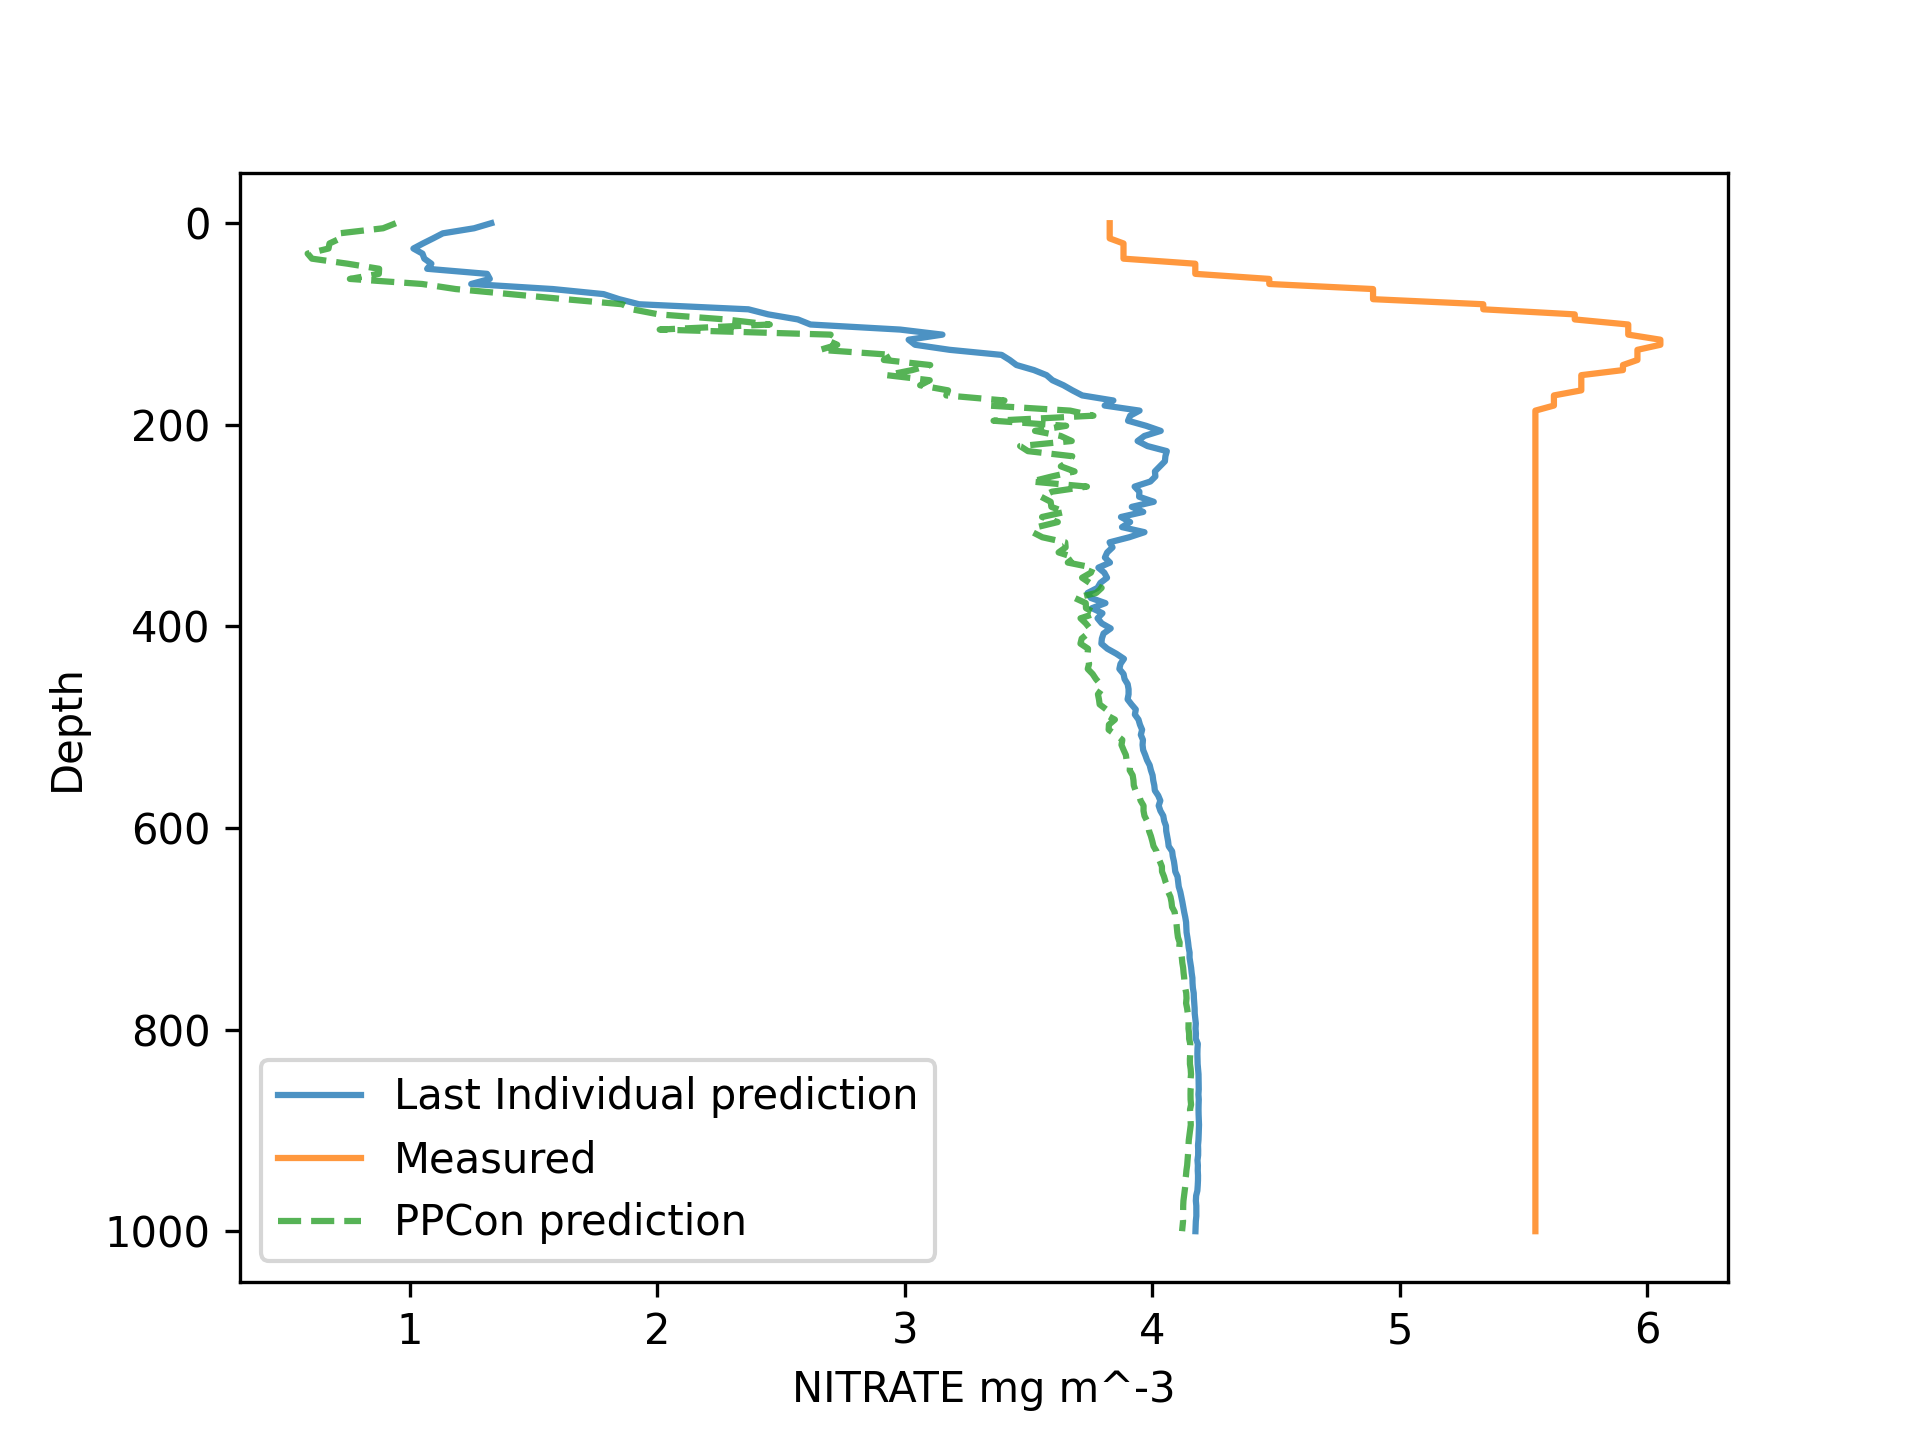 0
200
400
600
800
1000
Depth
Last Individual prediction
Measured
PPCon prediction
1 2 3 4 5 6
NITRATE mg m^-3